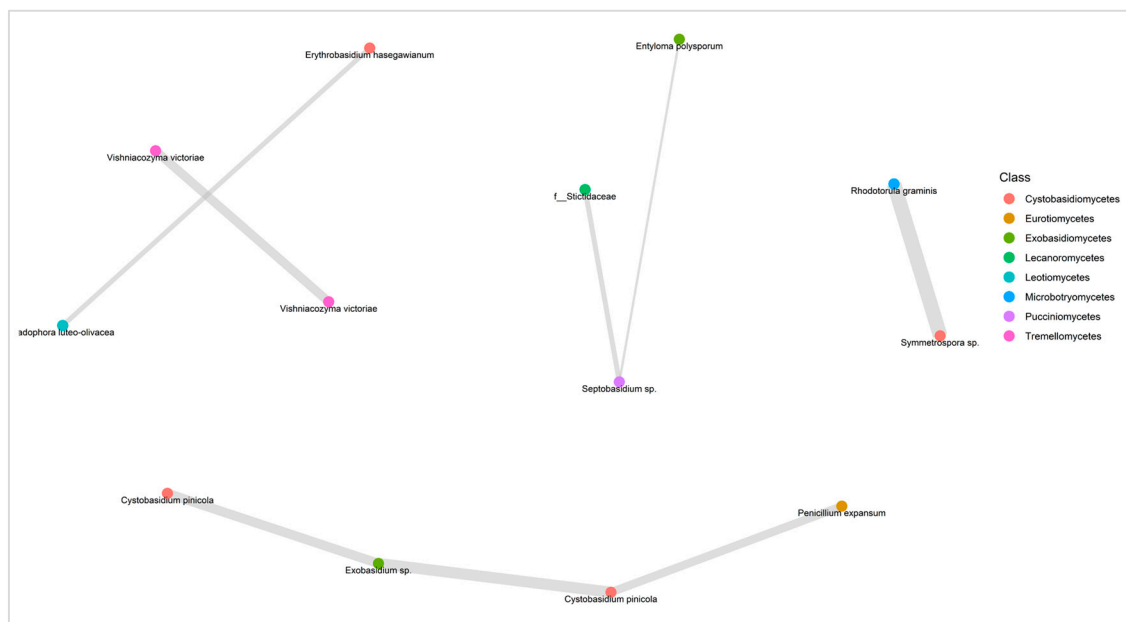 Entyloma polysporum
Erythrobasidium hasegawianum
Vishniacozyma victoriae
f__Stictidaceae
Rhodotorula graminis
Vishniacozyma victoriae
adophora luteo-olivacea
Symmetrospora sp.
Septobasidium sp.
Cystobasidium pinicola
Penicillium expansum
Exobasidium sp.
Cystobasidium pinicola
Class
Cystobasidiomycetes
Eurotiomycetes
Exobasidiomycetes
Lecanoromycetes
Leotiomycetes
Microbotryomycetes
Pucciniomycetes
Tremellomycetes